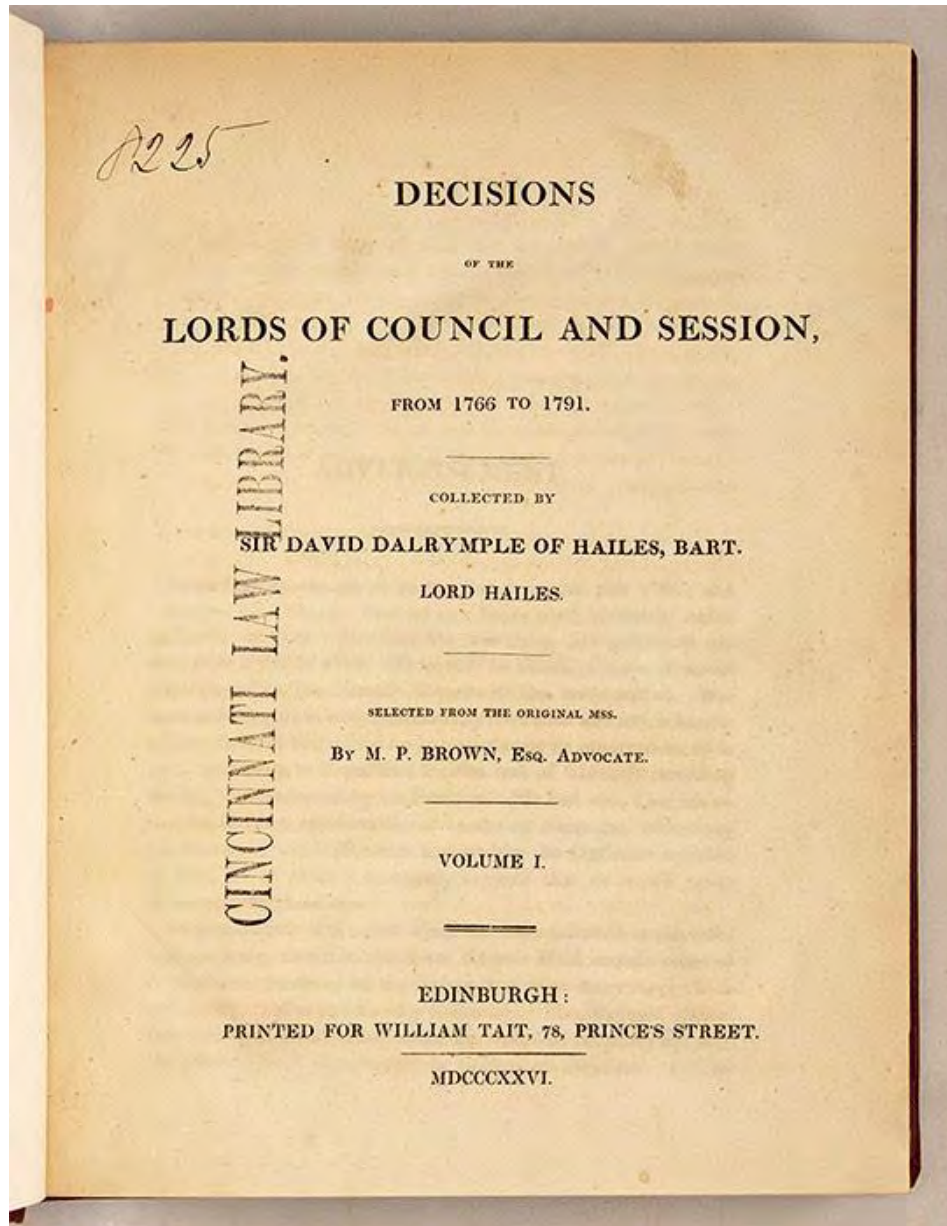 8225
DECISIONS
OF THE
LORDS OF COUNCIL AND SESSION,
FROM 1766 TO 1791.
COLLECTED BY
SIR DAVID DALRYMPLE OF HAILES, BART.
LORD HAILES.
SELECTED FROM THE ORIGINAL MSS.
BY M. P. BROWN, ESQ. ADVOCATE.
VOLUME I.
EDINBURGH:
PRINTED FOR WILLIAM TAIT, 78, PRINCE'S STREET.
MDCCCXXVI.
CINCINNATI LAW LIBRARY.